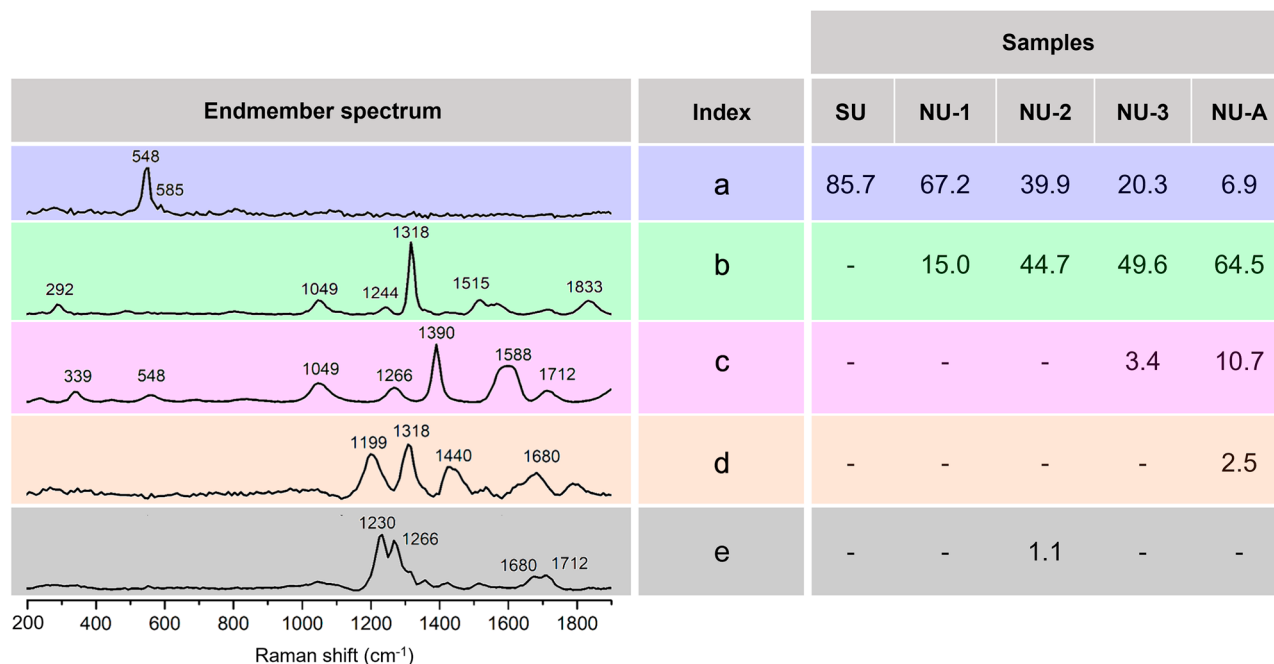 Samples
Endmember spectrum Index SU NU-1 NU-2 NU-3 NU-A
548
585
a 85.7 67.2 39.9 20.3 6.9
1318
292 1049 1244 1515 1833
b - 15.0 44.7 49.6 64.5
1390
339 548 1049 1266 1588 1712
c - - - 3.4 10.7
1199 1318 1440 1680
d - - - - 2.5
1230
1266 1680 1712
e - - 1.1 - -
200 400 600 800 1000 1200 1400 1600 1800
Raman shift (cm⁻¹)